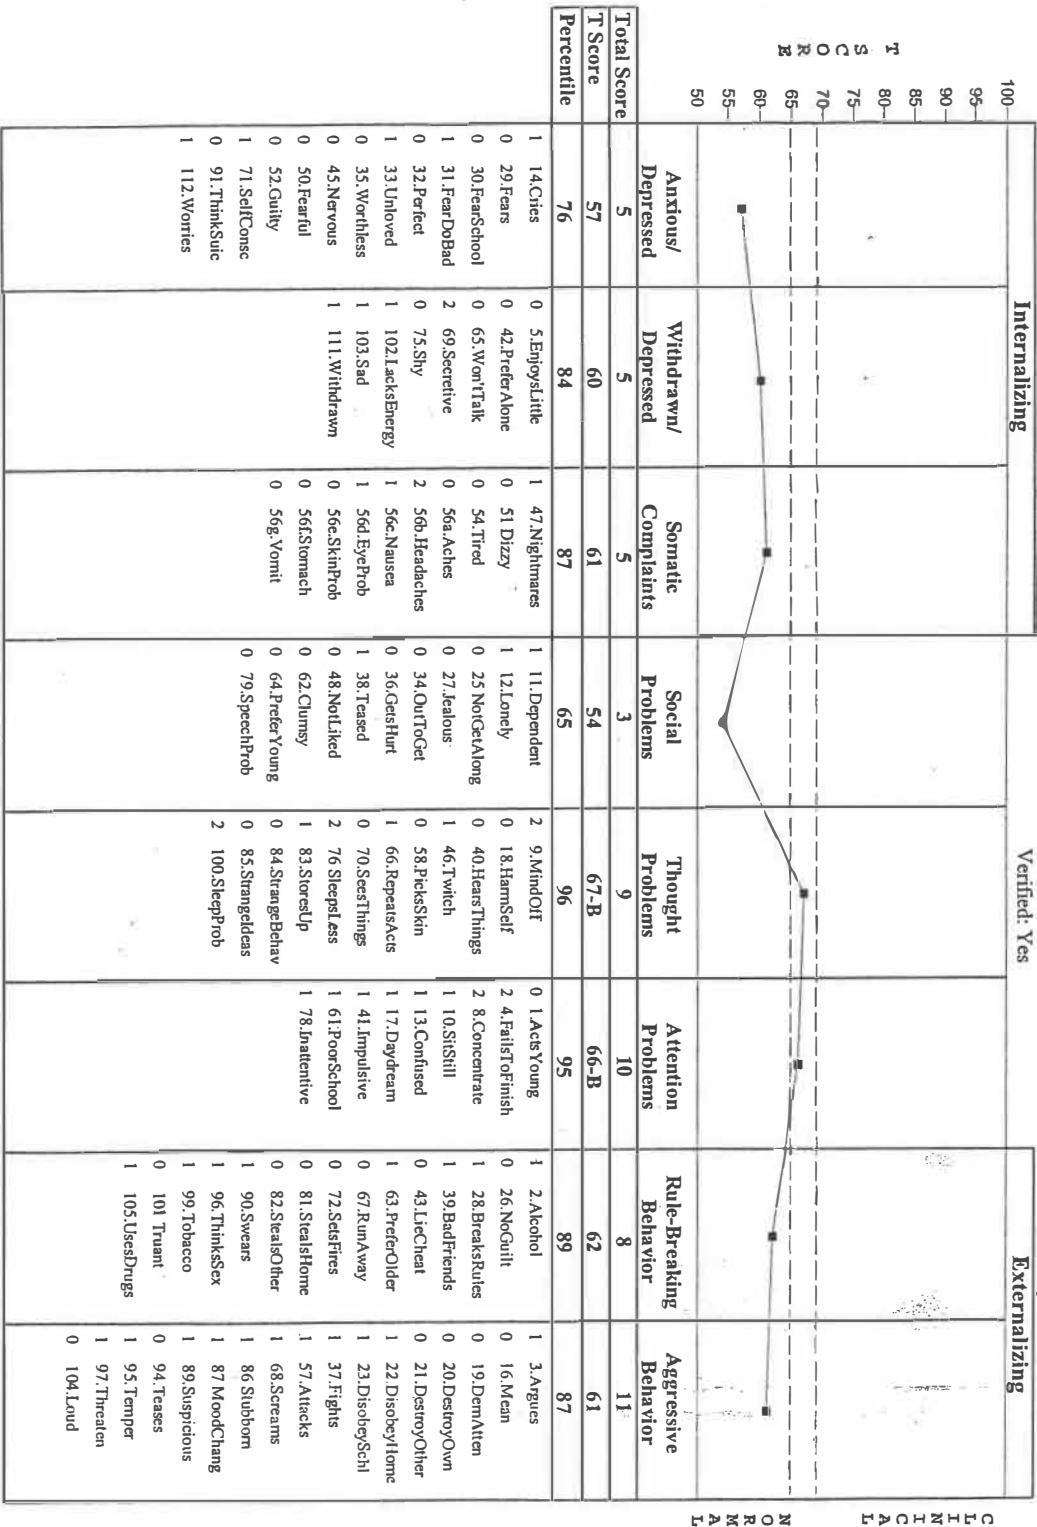 Internalizing
Verified: Yes
Externalizing
T SCORE
100
95
90
85
80
75
70
65
60
55
50
CLINICAL
NORMAL
Anxious/ Depressed
Withdrawn/ Depressed
Somatic Complaints
Social Problems
Thought Problems
Attention Problems
Rule-Breaking Behavior
Aggressive Behavior
Total Score 5 5 5 3 9 10 8 11
T Score 57 60 61 54 67-B 66-B 62 61
Percentile 76 84 87 65 96 95 89 87
1 14.Cries
0 29.Fears
0 30.FearSchool
1 31.FearDoBad
0 32.Perfect
1 33.Unloved
0 35.Worthless
0 45.Nervous
0 50.Fearful
0 52.Guilty
1 71.SelfConsc
0 91.ThinkSuic
1 112.Worries
0 5.EnjoysLittle
0 42.PreferAlone
0 65.Won'tTalk
2 69.Secretive
0 75.Shy
1 102.LacksEnergy
1 103.Sad
1 111.Withdrawn
1 47.Nightmares
0 51 Dizzy
0 54.Tired
0 56a.Aches
2 56b.Headaches
1 56c.Nausea
1 56d.EyeProb
0 56e.SkinProb
0 56f.Stomach
0 56g.Vomit
1 11.Dependent
1 12.Lonely
0 25 NotGetAlong
0 27.Jealous
0 34.OutToGet
0 36.GetsHurt
1 38.Teased
0 48.NotLiked
0 62.Clumsy
0 64.PreferYoung
0 79.SpeechProb
2 9.MindOff
0 18.HarmSelf
0 40.HearsThings
1 46.Twitch
0 58.PicksSkin
1 66.RepeatsActs
0 70.SeesThings
2 76 SleepsLess
1 83.StoresUp
0 84.StrangeBehav
0 85.StrangeIdeas
2 100.SleepProb
0 1.ActsYoung
2 4.FailsToFinish
2 8.Concentrate
1 10.SitStill
1 13.Confused
1 17.Daydream
1 41.Impulsive
1 61.PoorSchool
1 78.Inattentive
1 2.Alcohol
0 26.NoGuilt
1 28.BreaksRules
1 39.BadFriends
0 43.LieCheat
1 63.PreferOlder
0 67.RunAway
0 72.SetsFires
0 81.StealsHome
0 82.StealsOther
1 90.Swears
1 96.ThinksSex
1 99.Tobacco
0 101 Truant
1 105.UsesDrugs
1 3.Argues
0 16.Mean
0 19.DemAtten
0 20.DestroyOwn
0 21.DestroyOther
1 22 DisobeyHome
1 23.DisobeySchl
1 37.Fights
1 57.Attacks
1 68.Screams
1 86 Stubborn
1 87 MoodChang
1 89.Suspicious
0 94.Teases
1 95.Temper
1 97.Threaten
0 104.Loud